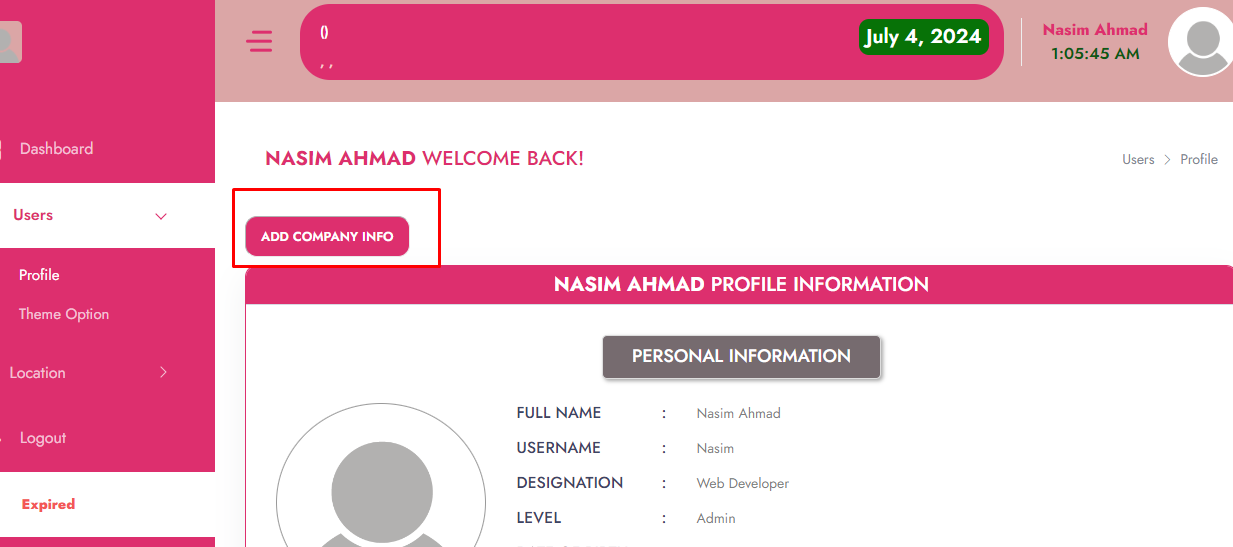 ()
, ,
July 4, 2024
Nasim Ahmad
1:05:45 AM
Dashboard
Users
Profile
Theme Option
Location
Logout
Expired
NASIM AHMAD WELCOME BACK!
Users > Profile
ADD COMPANY INFO
NASIM AHMAD PROFILE INFORMATION
PERSONAL INFORMATION
FULL NAME : Nasim Ahmad
USERNAME : Nasim
DESIGNATION : Web Developer
LEVEL : Admin